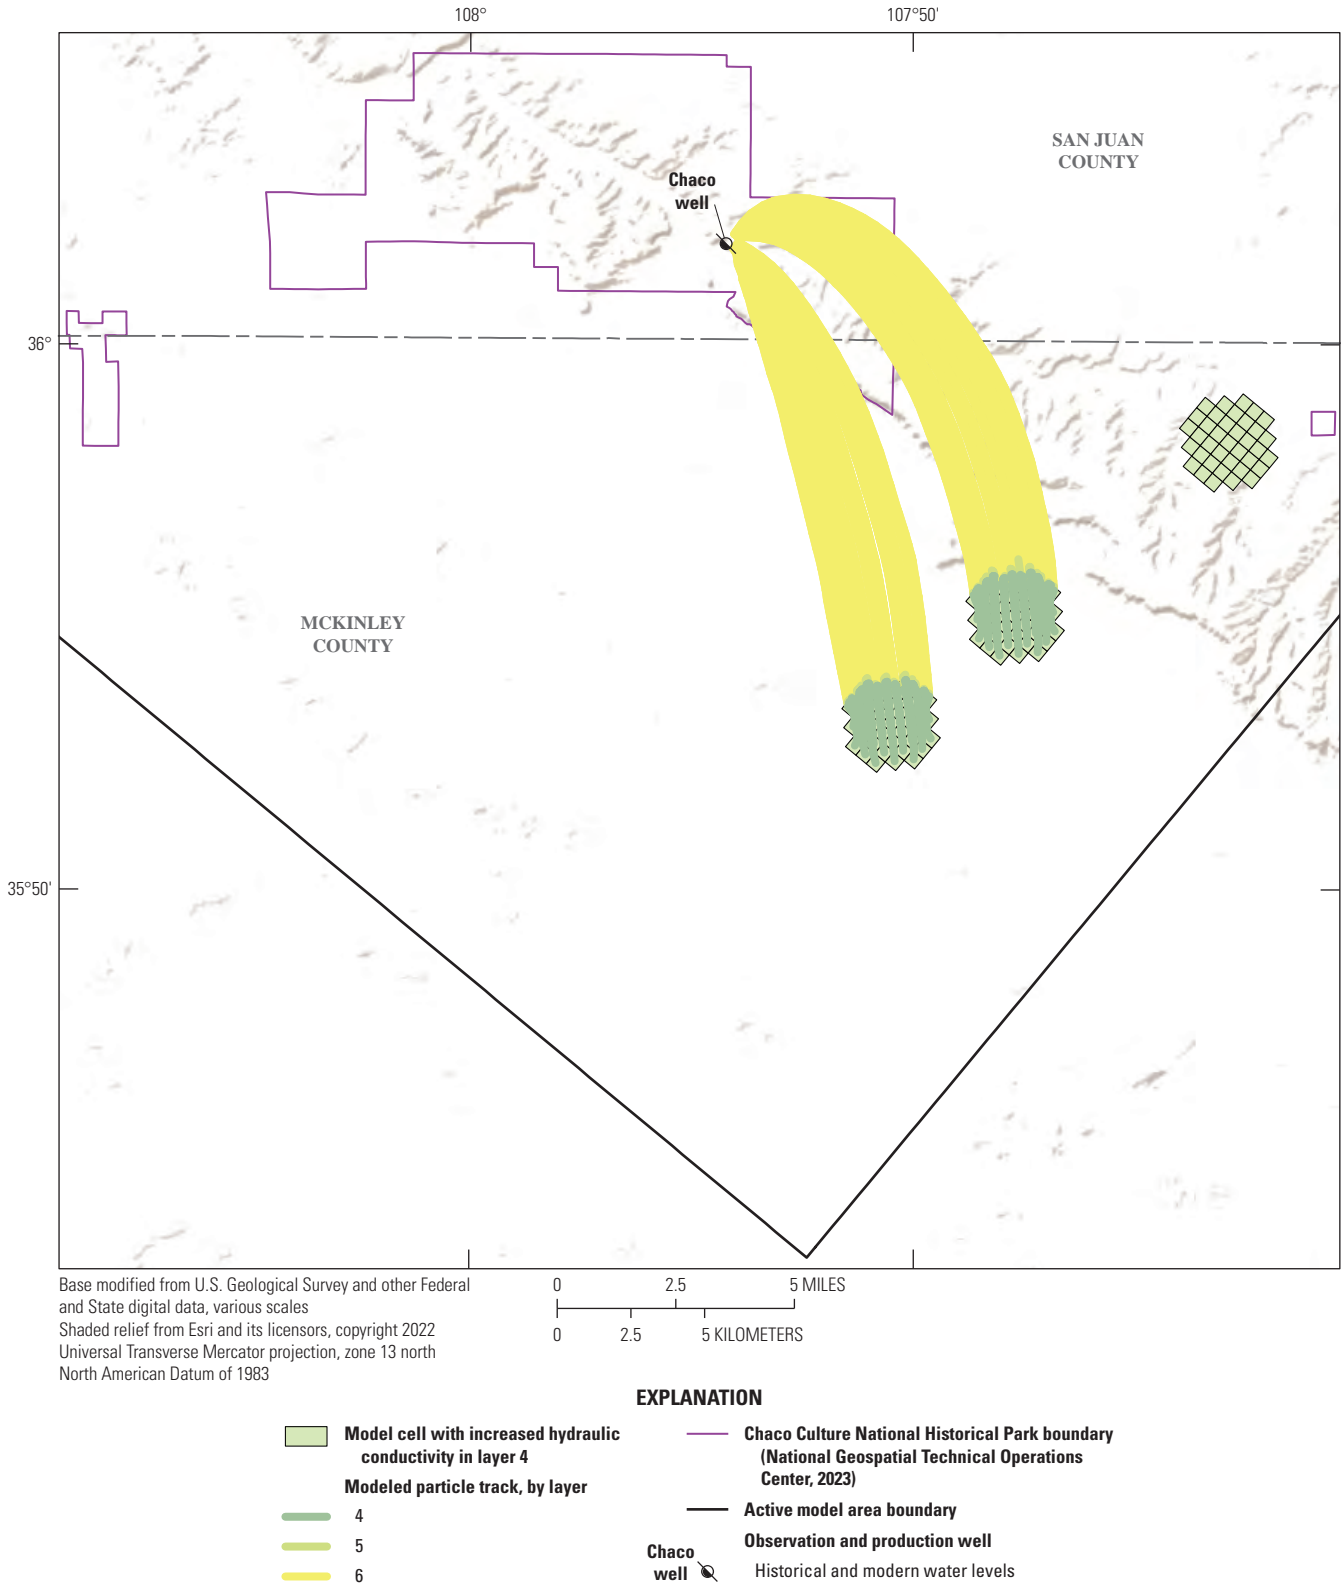 108°
107°50'
SAN JUAN
COUNTY
Chaco
well
36°
MCKINLEY
COUNTY
35°50'
Base modified from U.S. Geological Survey and other Federal
and State digital data, various scales
Shaded relief from Esri and its licensors, copyright 2022
Universal Transverse Mercator projection, zone 13 north
North American Datum of 1983
0 2.5 5 MILES
0 2.5 5 KILOMETERS
EXPLANATION
Model cell with increased hydraulic
conductivity in layer 4
Modeled particle track, by layer
4
5
6
Chaco Culture National Historical Park boundary
(National Geospatial Technical Operations
Center, 2023)
Active model area boundary
Observation and production well
Chaco
well
Historical and modern water levels